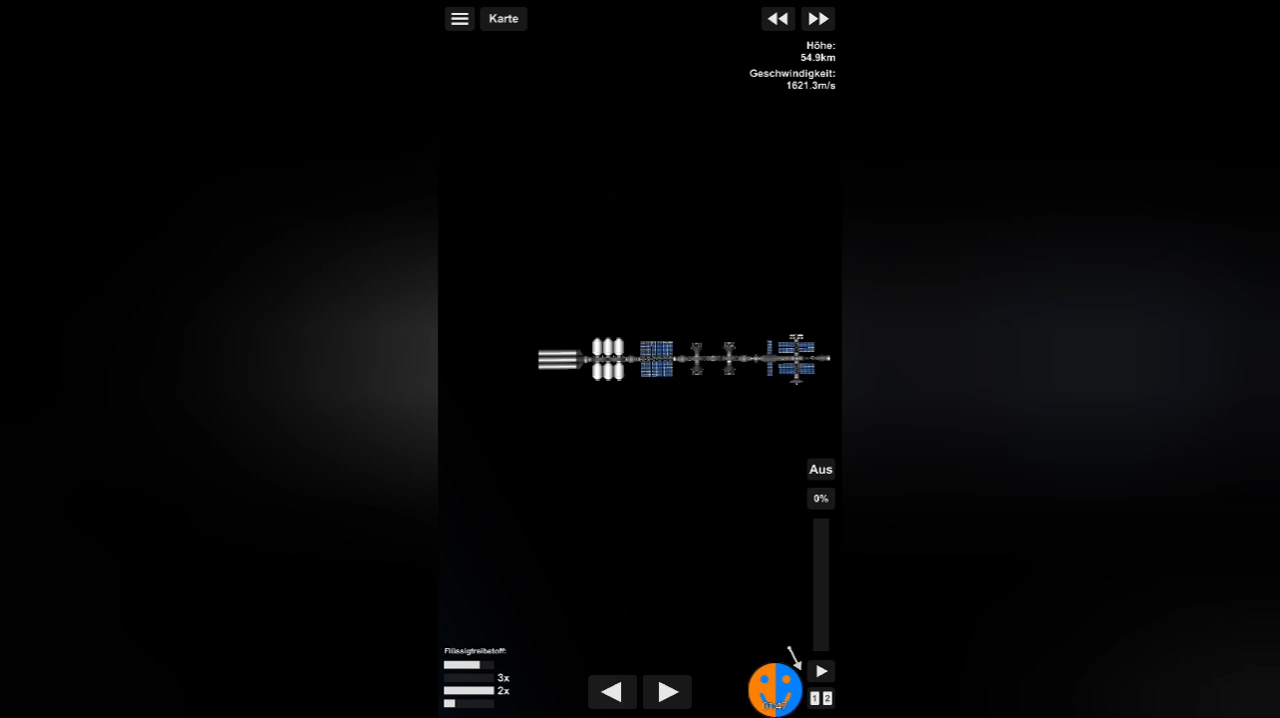 Karte
Höhe:
54.9km
Geschwindigkeit:
1621.3m/s
Aus
0%
Flüssigtreibstoff:
3x
2x
1 2